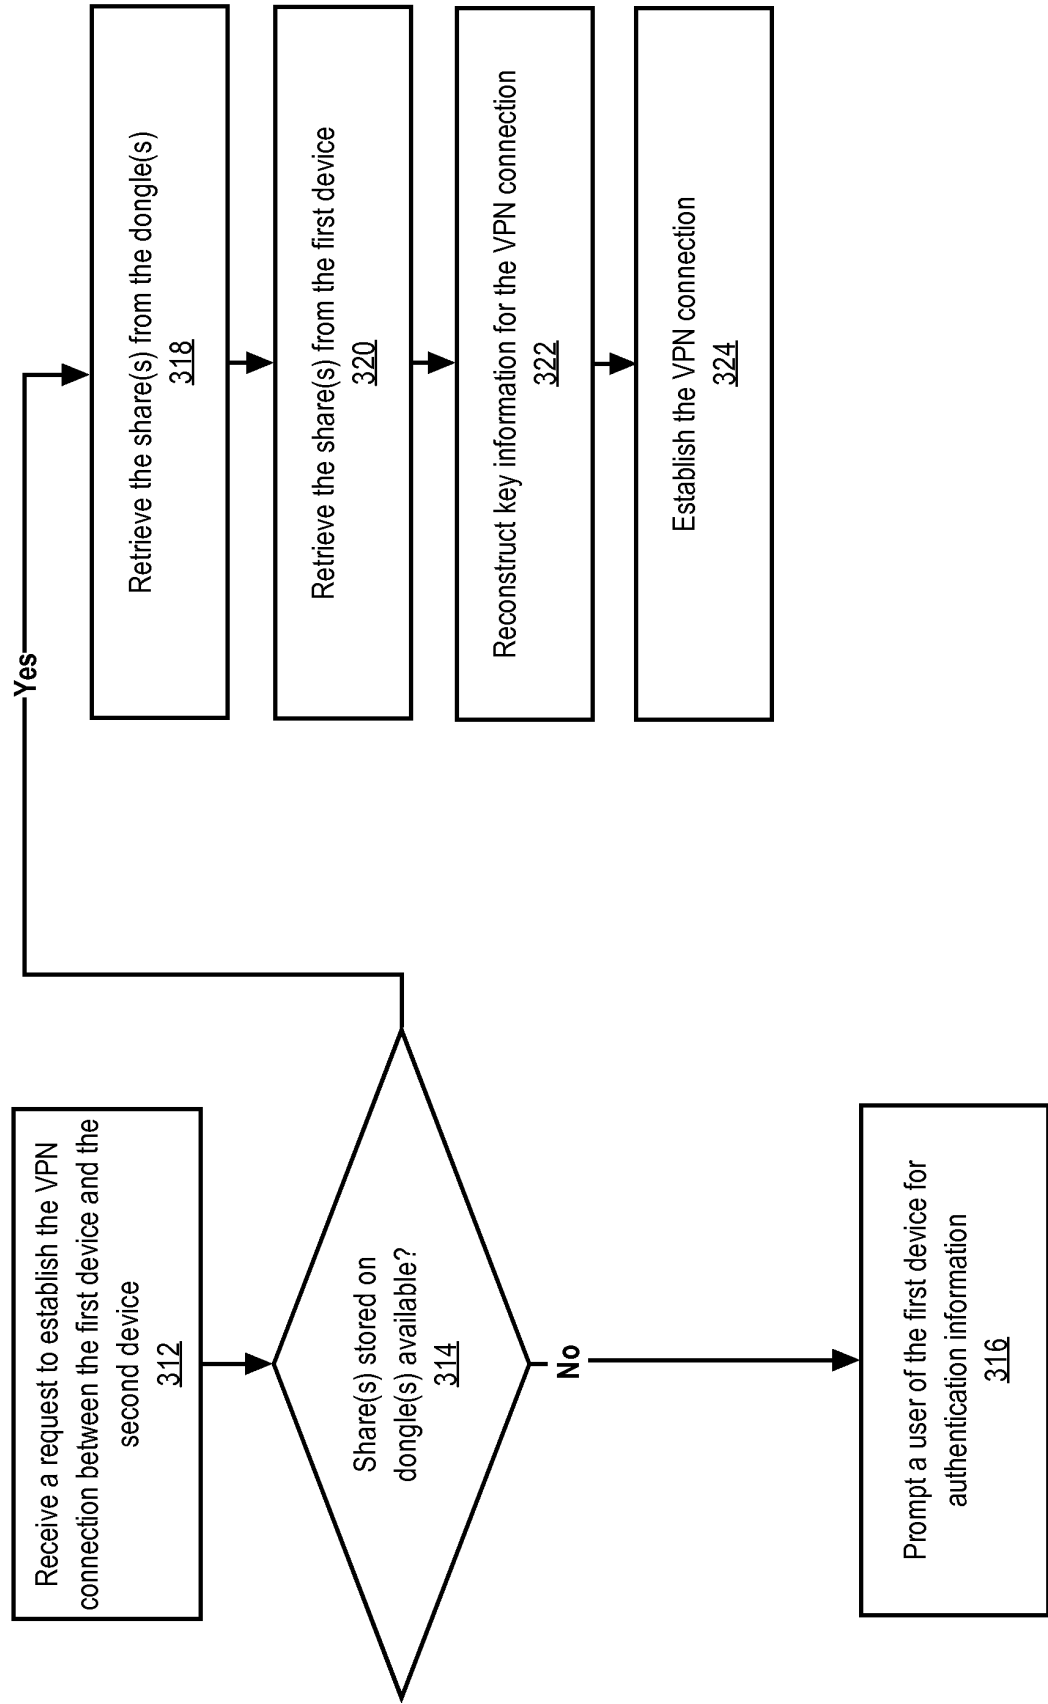 Receive a request to establish the VPN
connection between the first device and the
second device
312
Share(s) stored on
dongle(s) available?
314
No
Prompt a user of the first device for
authentication information
316
Yes
Retrieve the share(s) from the dongle(s)
318
Retrieve the share(s) from the first device
320
Reconstruct key information for the VPN connection
322
Establish the VPN connection
324